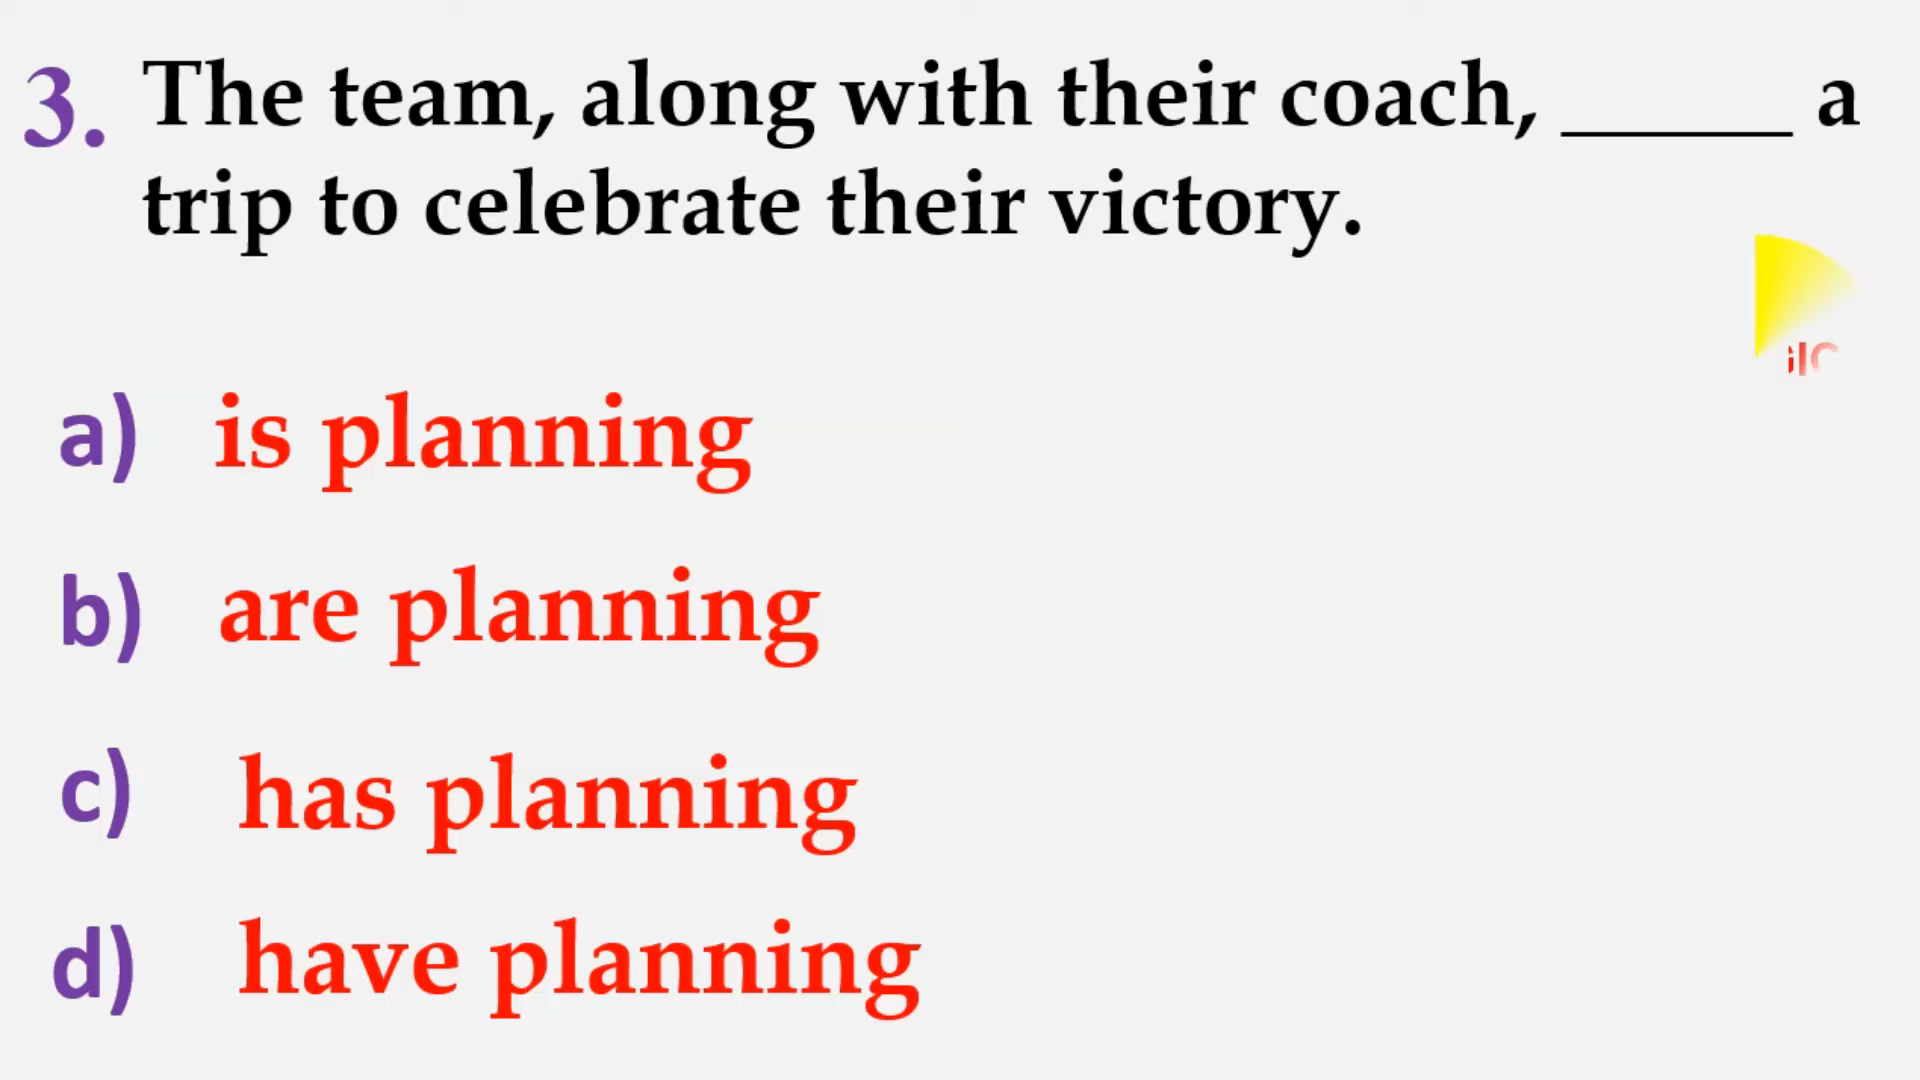 3. The team, along with their coach, _____ a
trip to celebrate their victory.
a) is planning
b) are planning
c) has planning
d) have planning